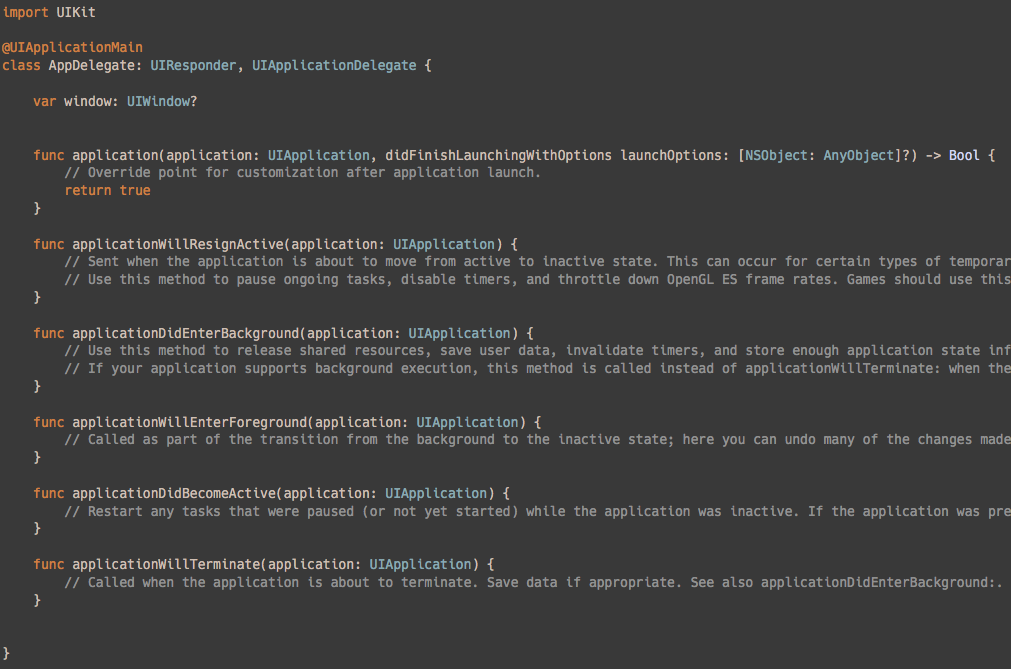 import UIKit
@UIApplicationMain
class AppDelegate: UIResponder, UIApplicationDelegate {
var window: UIWindow?
func application(application: UIApplication, didFinishLaunchingWithOptions launchOptions: [NSObject: AnyObject]?) -> Bool {
// Override point for customization after application launch.
return true
}
func applicationWillResignActive(application: UIApplication) {
// Sent when the application is about to move from active to inactive state. This can occur for certain types of temporar
// Use this method to pause ongoing tasks, disable timers, and throttle down OpenGL ES frame rates. Games should use this
}
func applicationDidEnterBackground(application: UIApplication) {
// Use this method to release shared resources, save user data, invalidate timers, and store enough application state inf
// If your application supports background execution, this method is called instead of applicationWillTerminate: when the
}
func applicationWillEnterForeground(application: UIApplication) {
// Called as part of the transition from the background to the inactive state; here you can undo many of the changes made
}
func applicationDidBecomeActive(application: UIApplication) {
// Restart any tasks that were paused (or not yet started) while the application was inactive. If the application was pre
}
func applicationWillTerminate(application: UIApplication) {
// Called when the application is about to terminate. Save data if appropriate. See also applicationDidEnterBackground:.
}
}